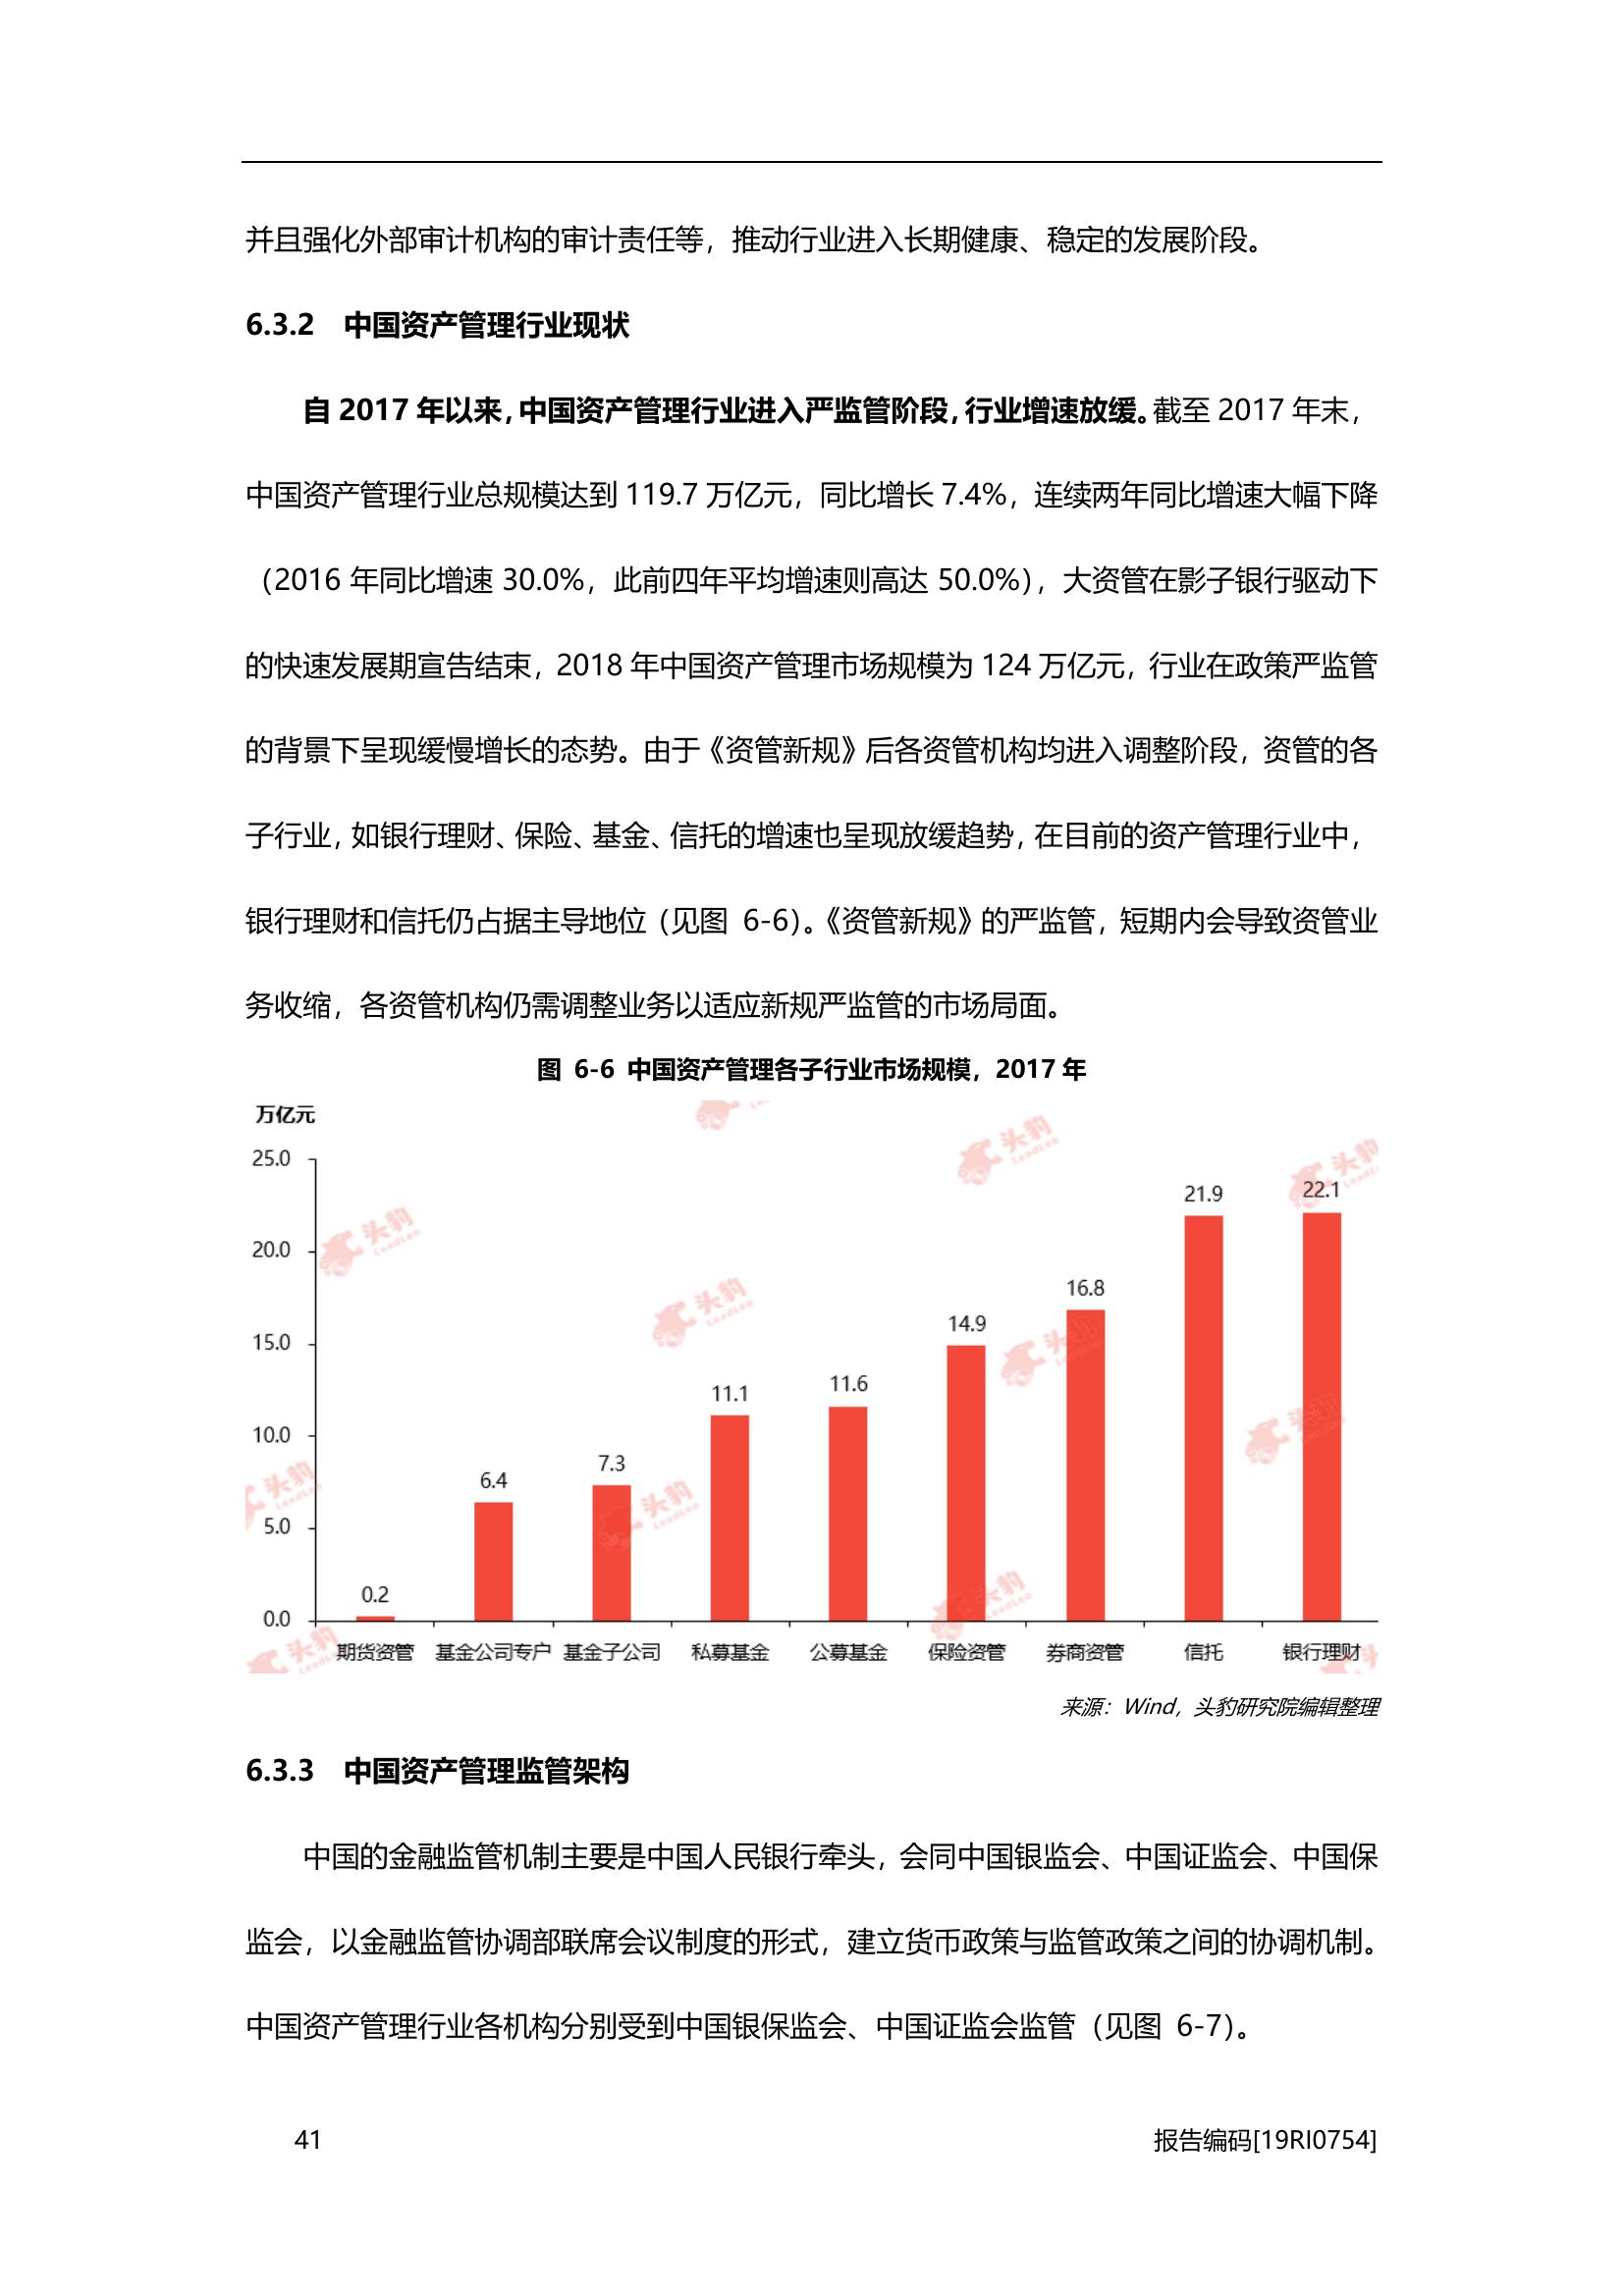 并且强化外部审计机构的审计责任等，推动行业进入长期健康、稳定的发展阶段。
6.3.2 中国资产管理行业现状
自 2017 年以来，中国资产管理行业进入严监管阶段，行业增速放缓。截至 2017 年末，
中国资产管理行业总规模达到 119.7 万亿元，同比增长 7.4%，连续两年同比增速大幅下降
（2016 年同比增速 30.0%，此前四年平均增速则高达 50.0%），大资管在影子银行驱动下
的快速发展期宣告结束，2018 年中国资产管理市场规模为 124 万亿元，行业在政策严监管
的背景下呈现缓慢增长的态势。由于《资管新规》后各资管机构均进入调整阶段，资管的各
子行业，如银行理财、保险、基金、信托的增速也呈现放缓趋势，在目前的资产管理行业中，
银行理财和信托仍占据主导地位（见图 6-6）。《资管新规》的严监管，短期内会导致资管业
务收缩，各资管机构仍需调整业务以适应新规严监管的市场局面。
图 6-6 中国资产管理各子行业市场规模，2017 年
万亿元
25.0
20.0
15.0
10.0
5.0
0.0
0.2
6.4
7.3
11.1
11.6
14.9
16.8
21.9
22.1
期货资管 基金公司专户 基金子公司 私募基金 公募基金 保险资管 券商资管 信托 银行理财
头豹
LeadLeo
来源：Wind，头豹研究院编辑整理
6.3.3 中国资产管理监管架构
中国的金融监管机制主要是中国人民银行牵头，会同中国银监会、中国证监会、中国保
监会，以金融监管协调部联席会议制度的形式，建立货币政策与监管政策之间的协调机制。
中国资产管理行业各机构分别受到中国银保监会、中国证监会监管（见图 6-7）。
41 报告编码[19RI0754]